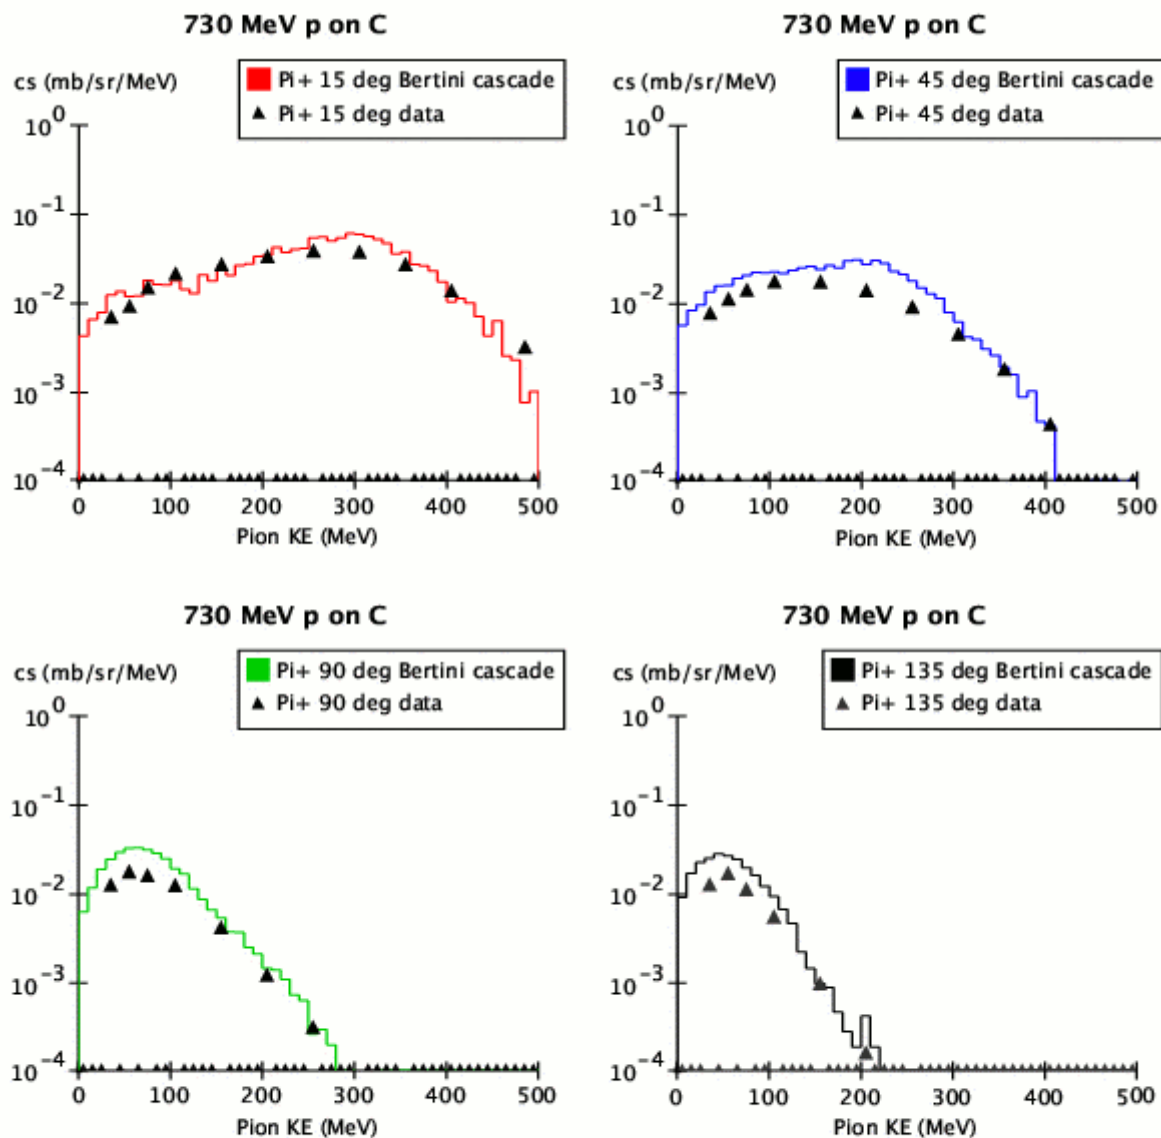 730 MeV p on C
cs (mb/sr/MeV)
Pi+ 15 deg Bertini cascade
Pi+ 15 deg data
10^0
10^-1
10^-2
10^-3
10^-4
0 100 200 300 400 500
Pion KE (MeV)
730 MeV p on C
cs (mb/sr/MeV)
Pi+ 45 deg Bertini cascade
Pi+ 45 deg data
10^0
10^-1
10^-2
10^-3
10^-4
0 100 200 300 400 500
Pion KE (MeV)
730 MeV p on C
cs (mb/sr/MeV)
Pi+ 90 deg Bertini cascade
Pi+ 90 deg data
10^0
10^-1
10^-2
10^-3
10^-4
0 100 200 300 400 500
Pion KE (MeV)
730 MeV p on C
cs (mb/sr/MeV)
Pi+ 135 deg Bertini cascade
Pi+ 135 deg data
10^0
10^-1
10^-2
10^-3
10^-4
0 100 200 300 400 500
Pion KE (MeV)